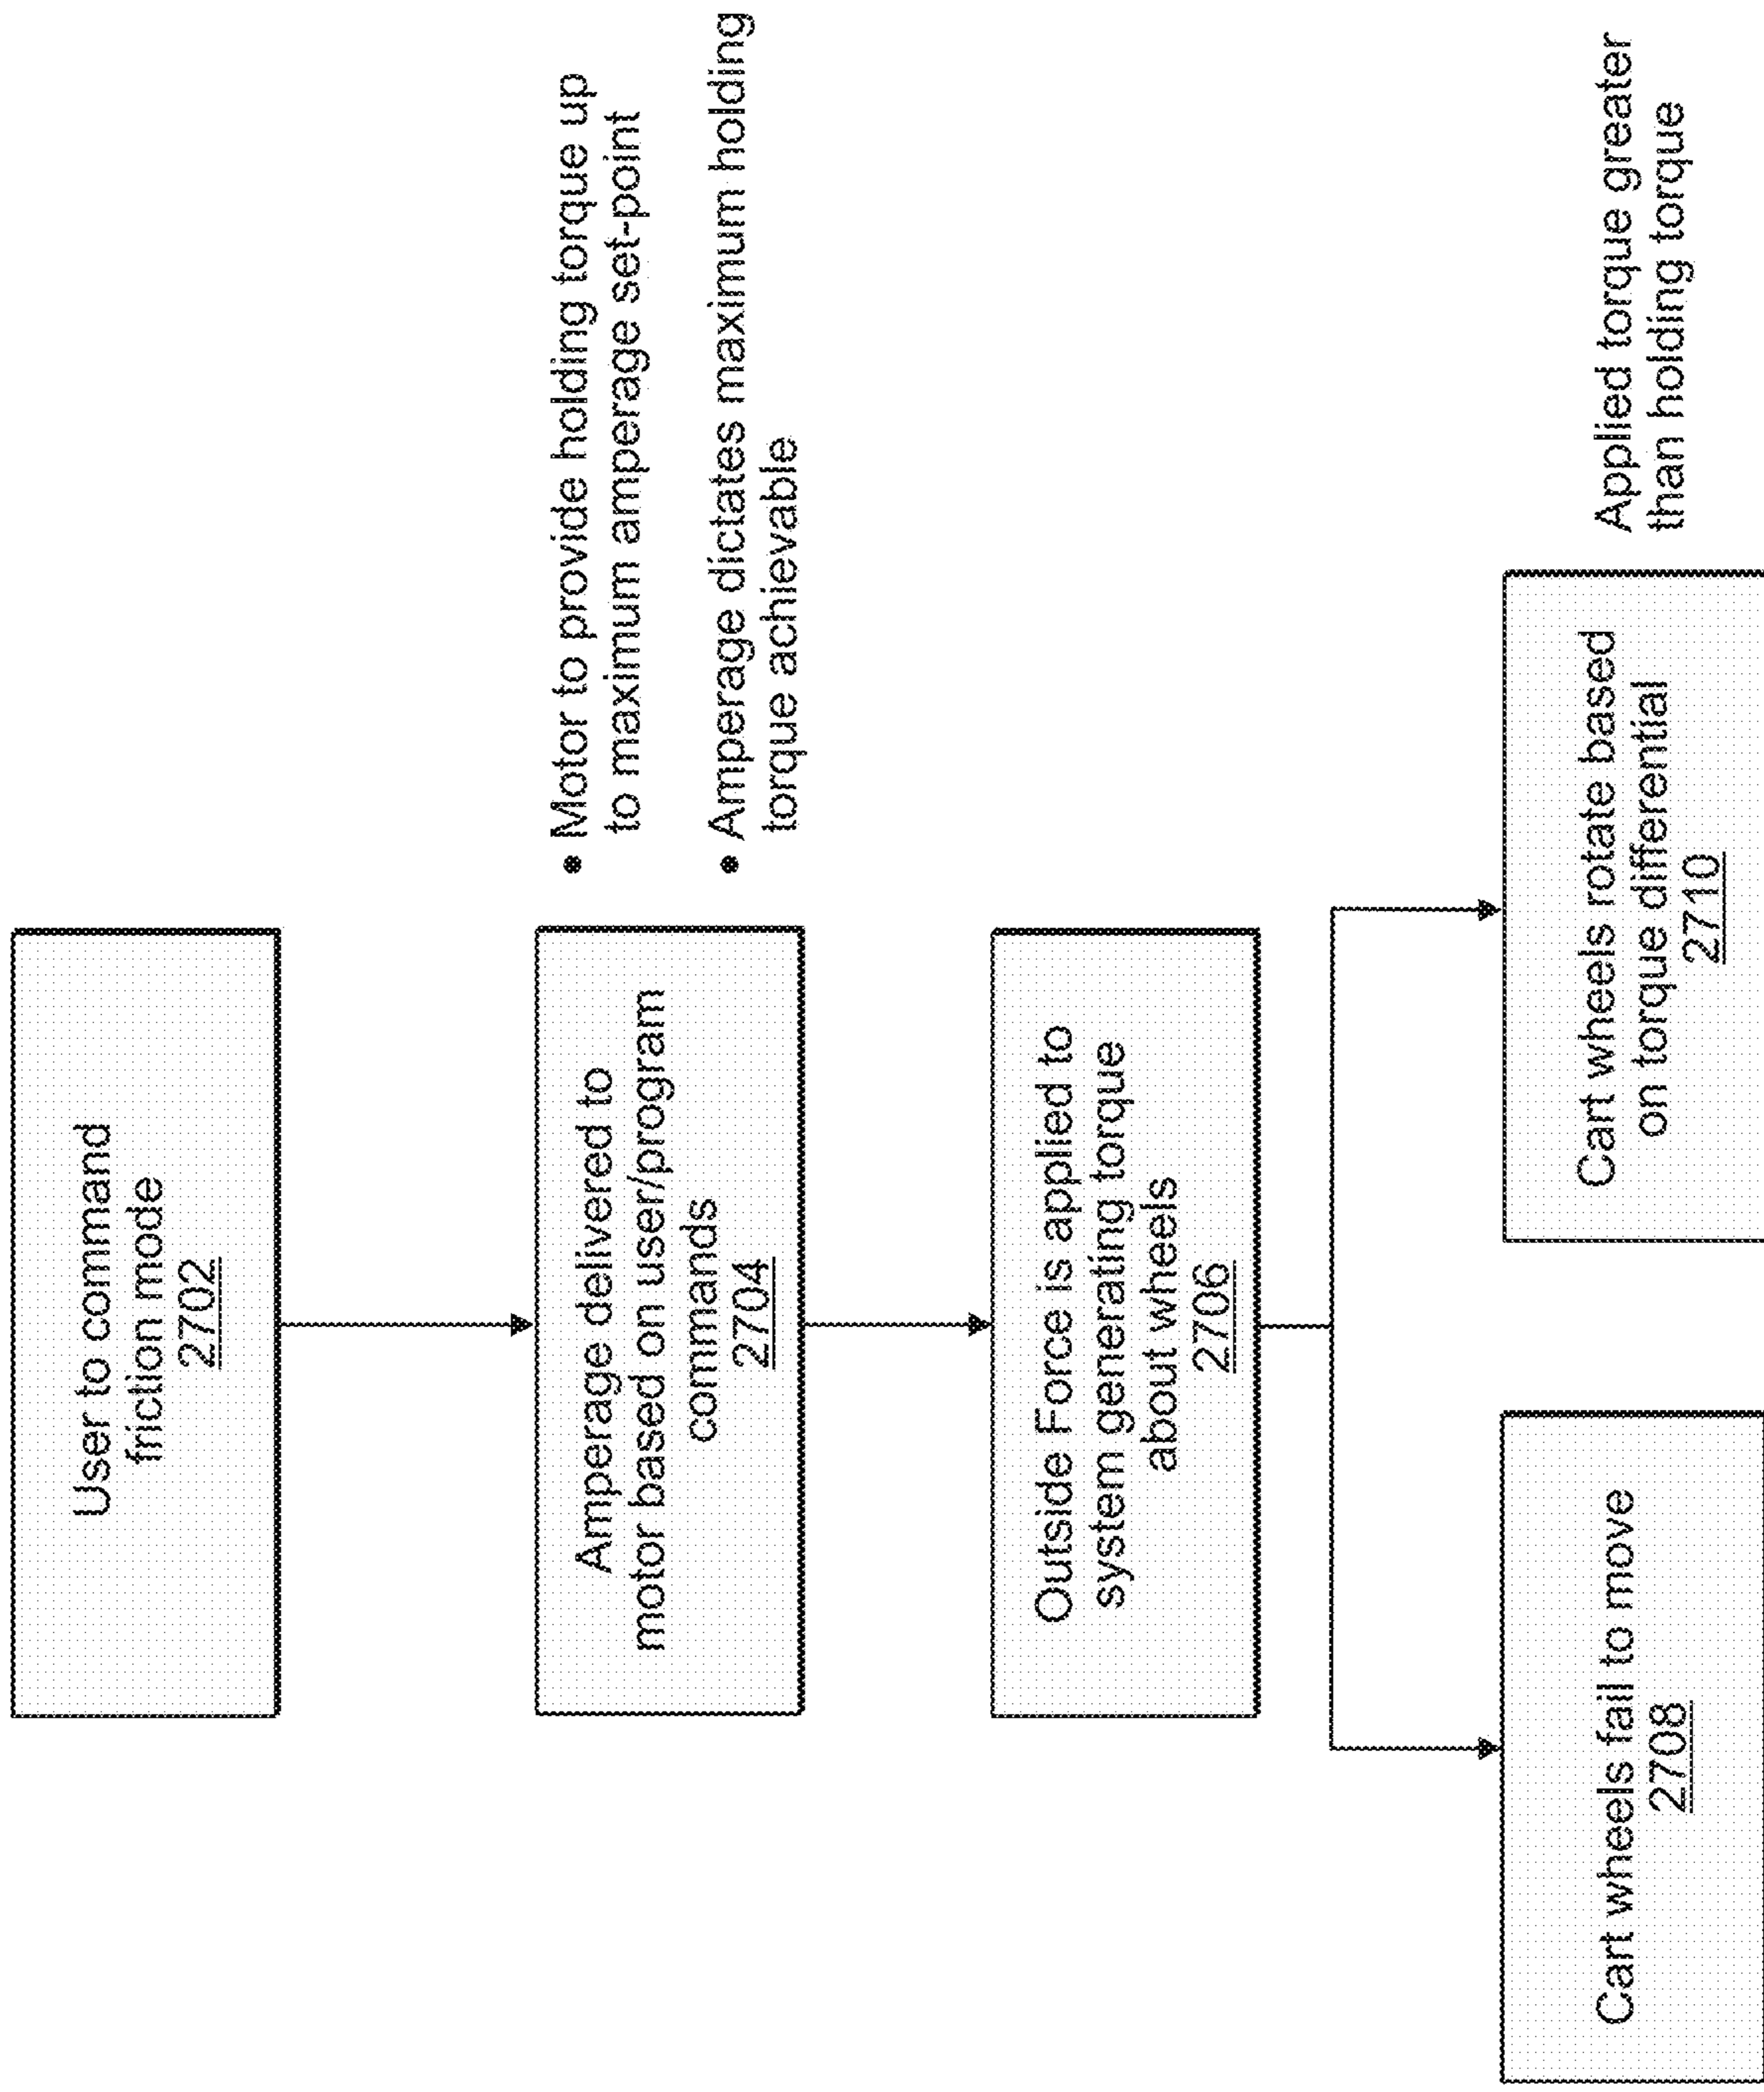 User to command
friction mode
2702
Amperage delivered to
motor based on user/program
commands
2704
• Motor to provide holding torque up
to maximum amperage set-point
• Amperage dictates maximum holding
torque achievable
Outside Force is applied to
system generating torque
about wheels
2706
Cart wheels fail to move
2708
Cart wheels rotate based
on torque differential
2710
Applied torque greater
than holding torque